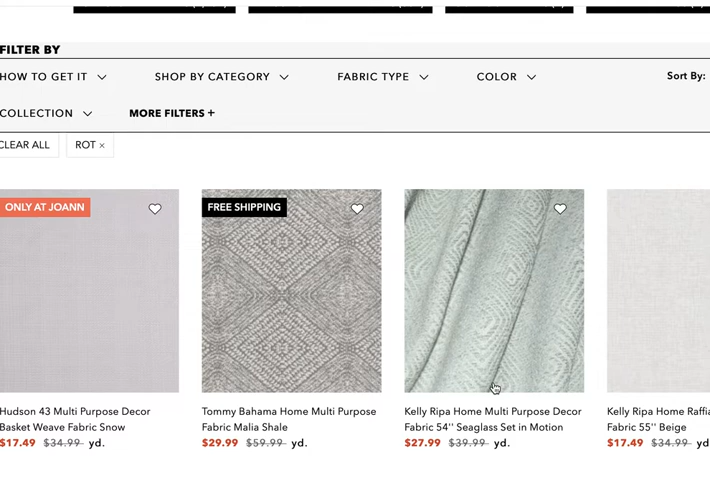 FILTER BY
HOW TO GET IT
SHOP BY CATEGORY
FABRIC TYPE
COLOR
Sort By:
COLLECTION
MORE FILTERS +
CLEAR ALL
ROT ×
ONLY AT JOANN
FREE SHIPPING
Hudson 43 Multi Purpose Decor
Basket Weave Fabric Snow
$17.49 $34.99 yd.
Tommy Bahama Home Multi Purpose
Fabric Malia Shale
$29.99 $59.99 yd.
Kelly Ripa Home Multi Purpose Decor
Fabric 54'' Seaglass Set in Motion
$27.99 $39.99 yd.
Kelly Ripa Home Raffia
Fabric 55'' Beige
$17.49 $34.99 yd.